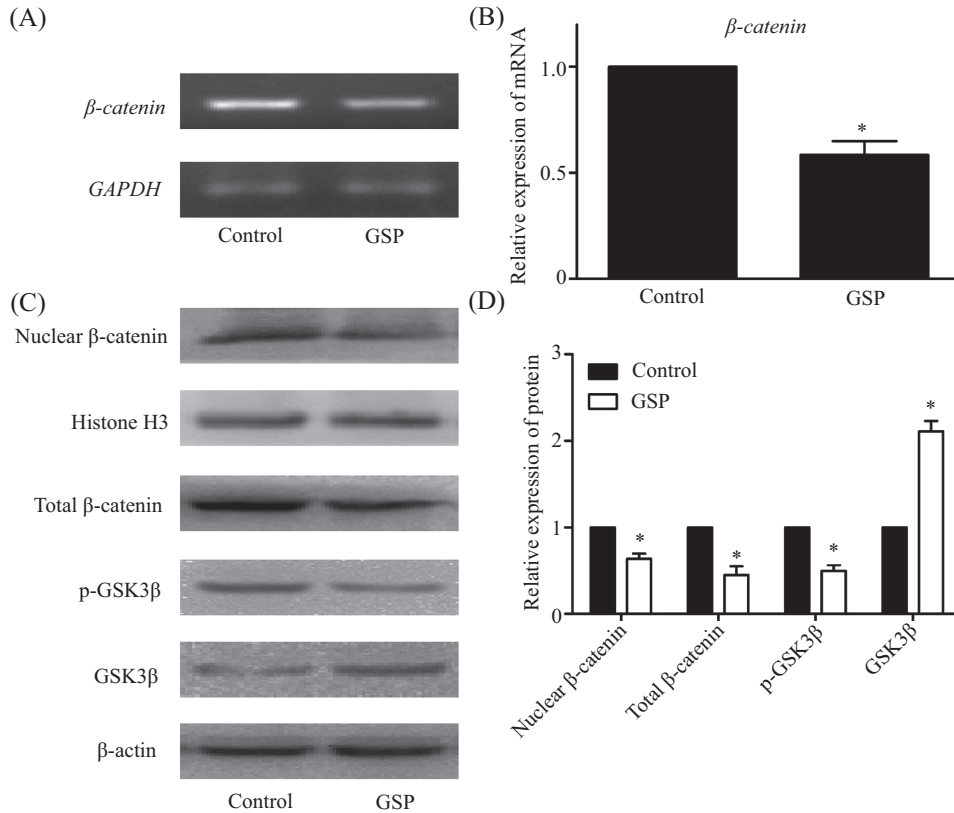 (A)
β-catenin
GAPDH
Control GSP
(B)
β-catenin
Relative expression of mRNA
1.0
0.5
0
Control GSP
(C)
Nuclear β-catenin
Histone H3
Total β-catenin
p-GSK3β
GSK3β
β-actin
Control GSP
(D)
Relative expression of protein
3
2
1
0
Control
GSP
*
*
*
*
*
Nuclear β-catenin
Total β-catenin
p-GSK3β
GSK3β